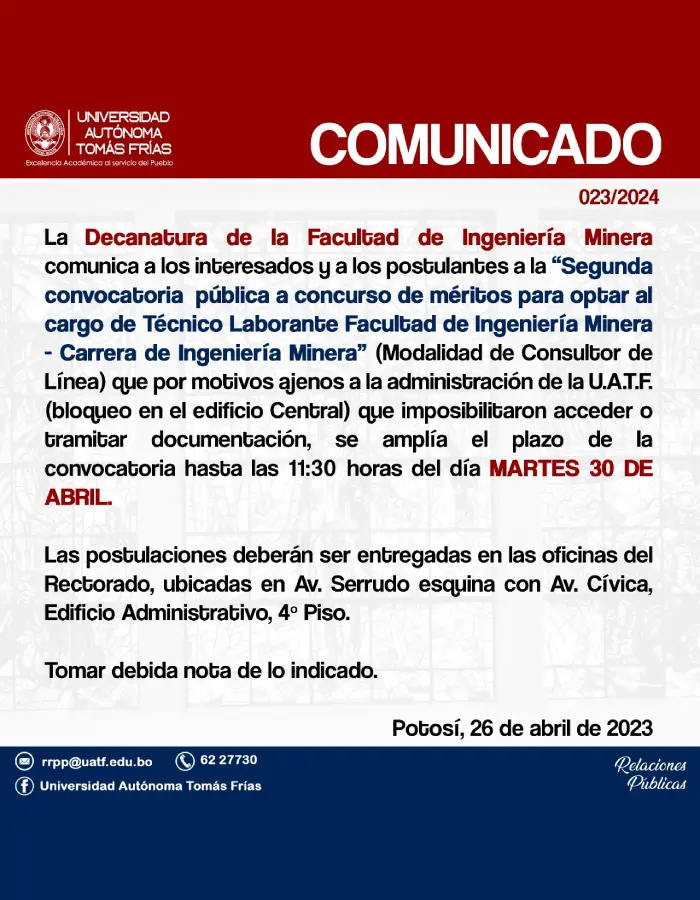 UNIVERSIDAD
AUTÓNOMA
TOMÁS FRÍAS
Excelencia Académica al servicio del Pueblo
COMUNICADO
023/2024
La Decanatura de la Facultad de Ingeniería Minera
comunica a los interesados y a los postulantes a la “Segunda
convocatoria pública a concurso de méritos para optar al
cargo de Técnico Laborante Facultad de Ingeniería Minera
- Carrera de Ingeniería Minera” (Modalidad de Consultor de
Línea) que por motivos ajenos a la administración de la U.A.T.F.
(bloqueo en el edificio Central) que imposibilitaron acceder o
tramitar documentación, se amplía el plazo de la
convocatoria hasta las 11:30 horas del día MARTES 30 DE
ABRIL.
Las postulaciones deberán ser entregadas en las oficinas del
Rectorado, ubicadas en Av. Serrudo esquina con Av. Cívica,
Edificio Administrativo, 4º Piso.
Tomar debida nota de lo indicado.
Potosí, 26 de abril de 2023
rrpp@uatf.edu.bo 62 27730
Universidad Autónoma Tomás Frías
Relaciones
Públicas